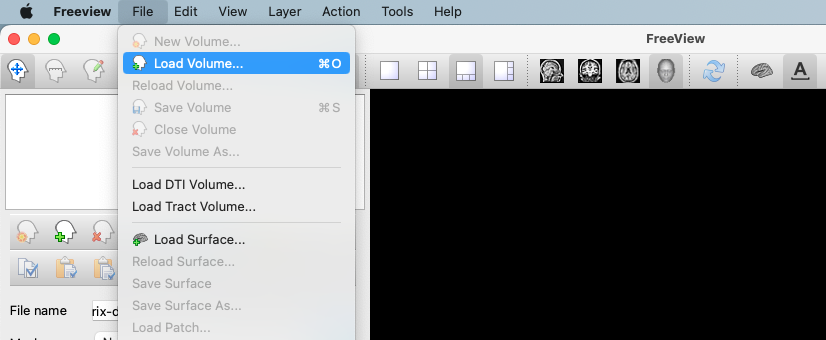 Freeview File Edit View Layer Action Tools Help
FreeView
New Volume...
Load Volume... ⌘O
Reload Volume...
Save Volume ⌘S
Close Volume
Save Volume As...
Load DTI Volume...
Load Tract Volume...
Load Surface...
Reload Surface...
Save Surface
Save Surface As...
File name rix-d
Load Patch...